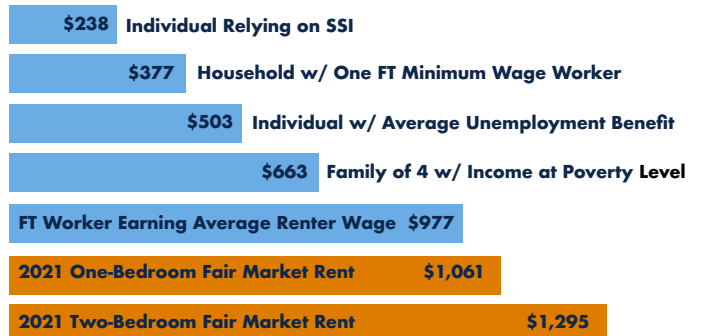 $238 Individual Relying on SSI
$377 Household w/ One FT Minimum Wage Worker
$503 Individual w/ Average Unemployment Benefit
$663 Family of 4 w/ Income at Poverty Level
FT Worker Earning Average Renter Wage $977
2021 One-Bedroom Fair Market Rent $1,061
2021 Two-Bedroom Fair Market Rent $1,295